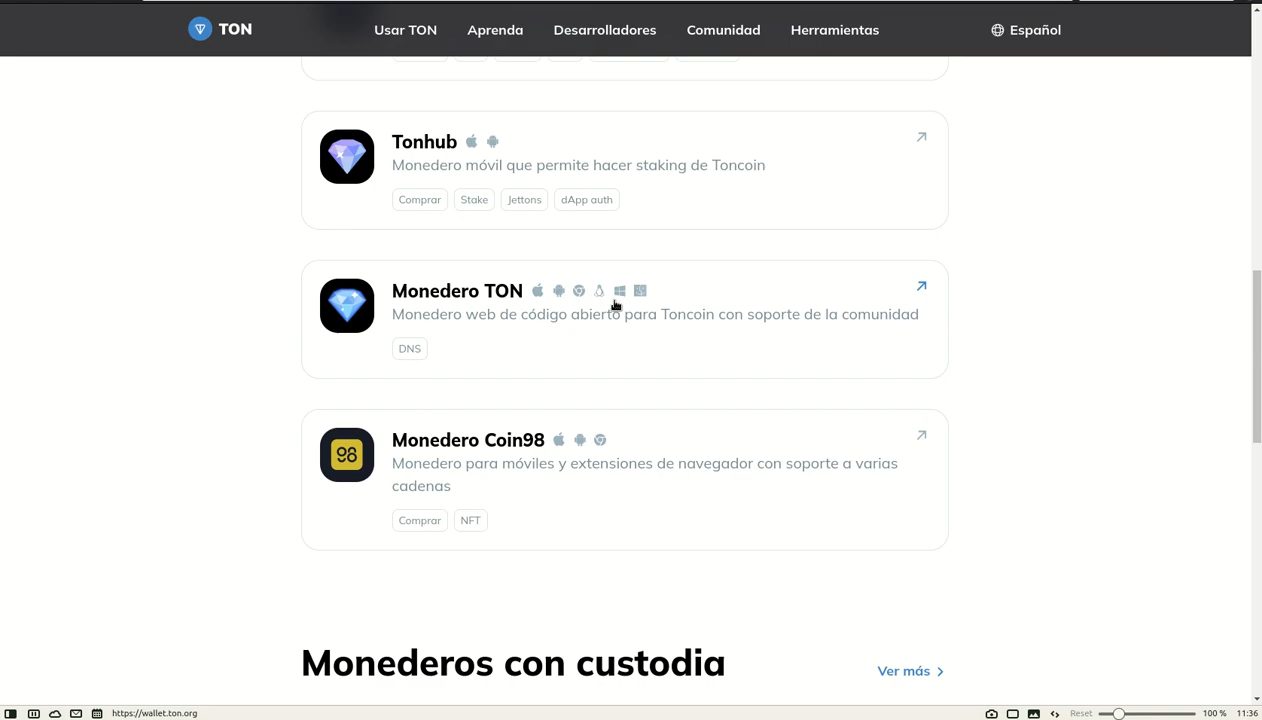 TON
Usar TON
Aprenda
Desarrolladores
Comunidad
Herramientas
Español
Tonhub
Monedero móvil que permite hacer staking de Toncoin
Comprar
Stake
Jettons
dApp auth
Monedero TON
Monedero web de código abierto para Toncoin con soporte de la comunidad
DNS
98
Monedero Coin98
Monedero para móviles y extensiones de navegador con soporte a varias
cadenas
Comprar
NFT
Monederos con custodia
Ver más
https://wallet.ton.org
Reset
100 %
11:36